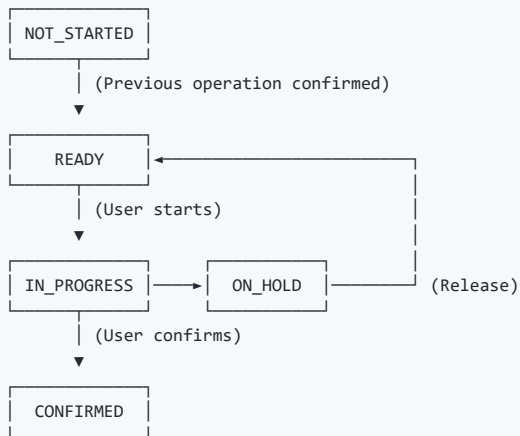 NOT_STARTED
(Previous operation confirmed)
READY
(User starts)
IN_PROGRESS ON_HOLD (Release)
(User confirms)
CONFIRMED